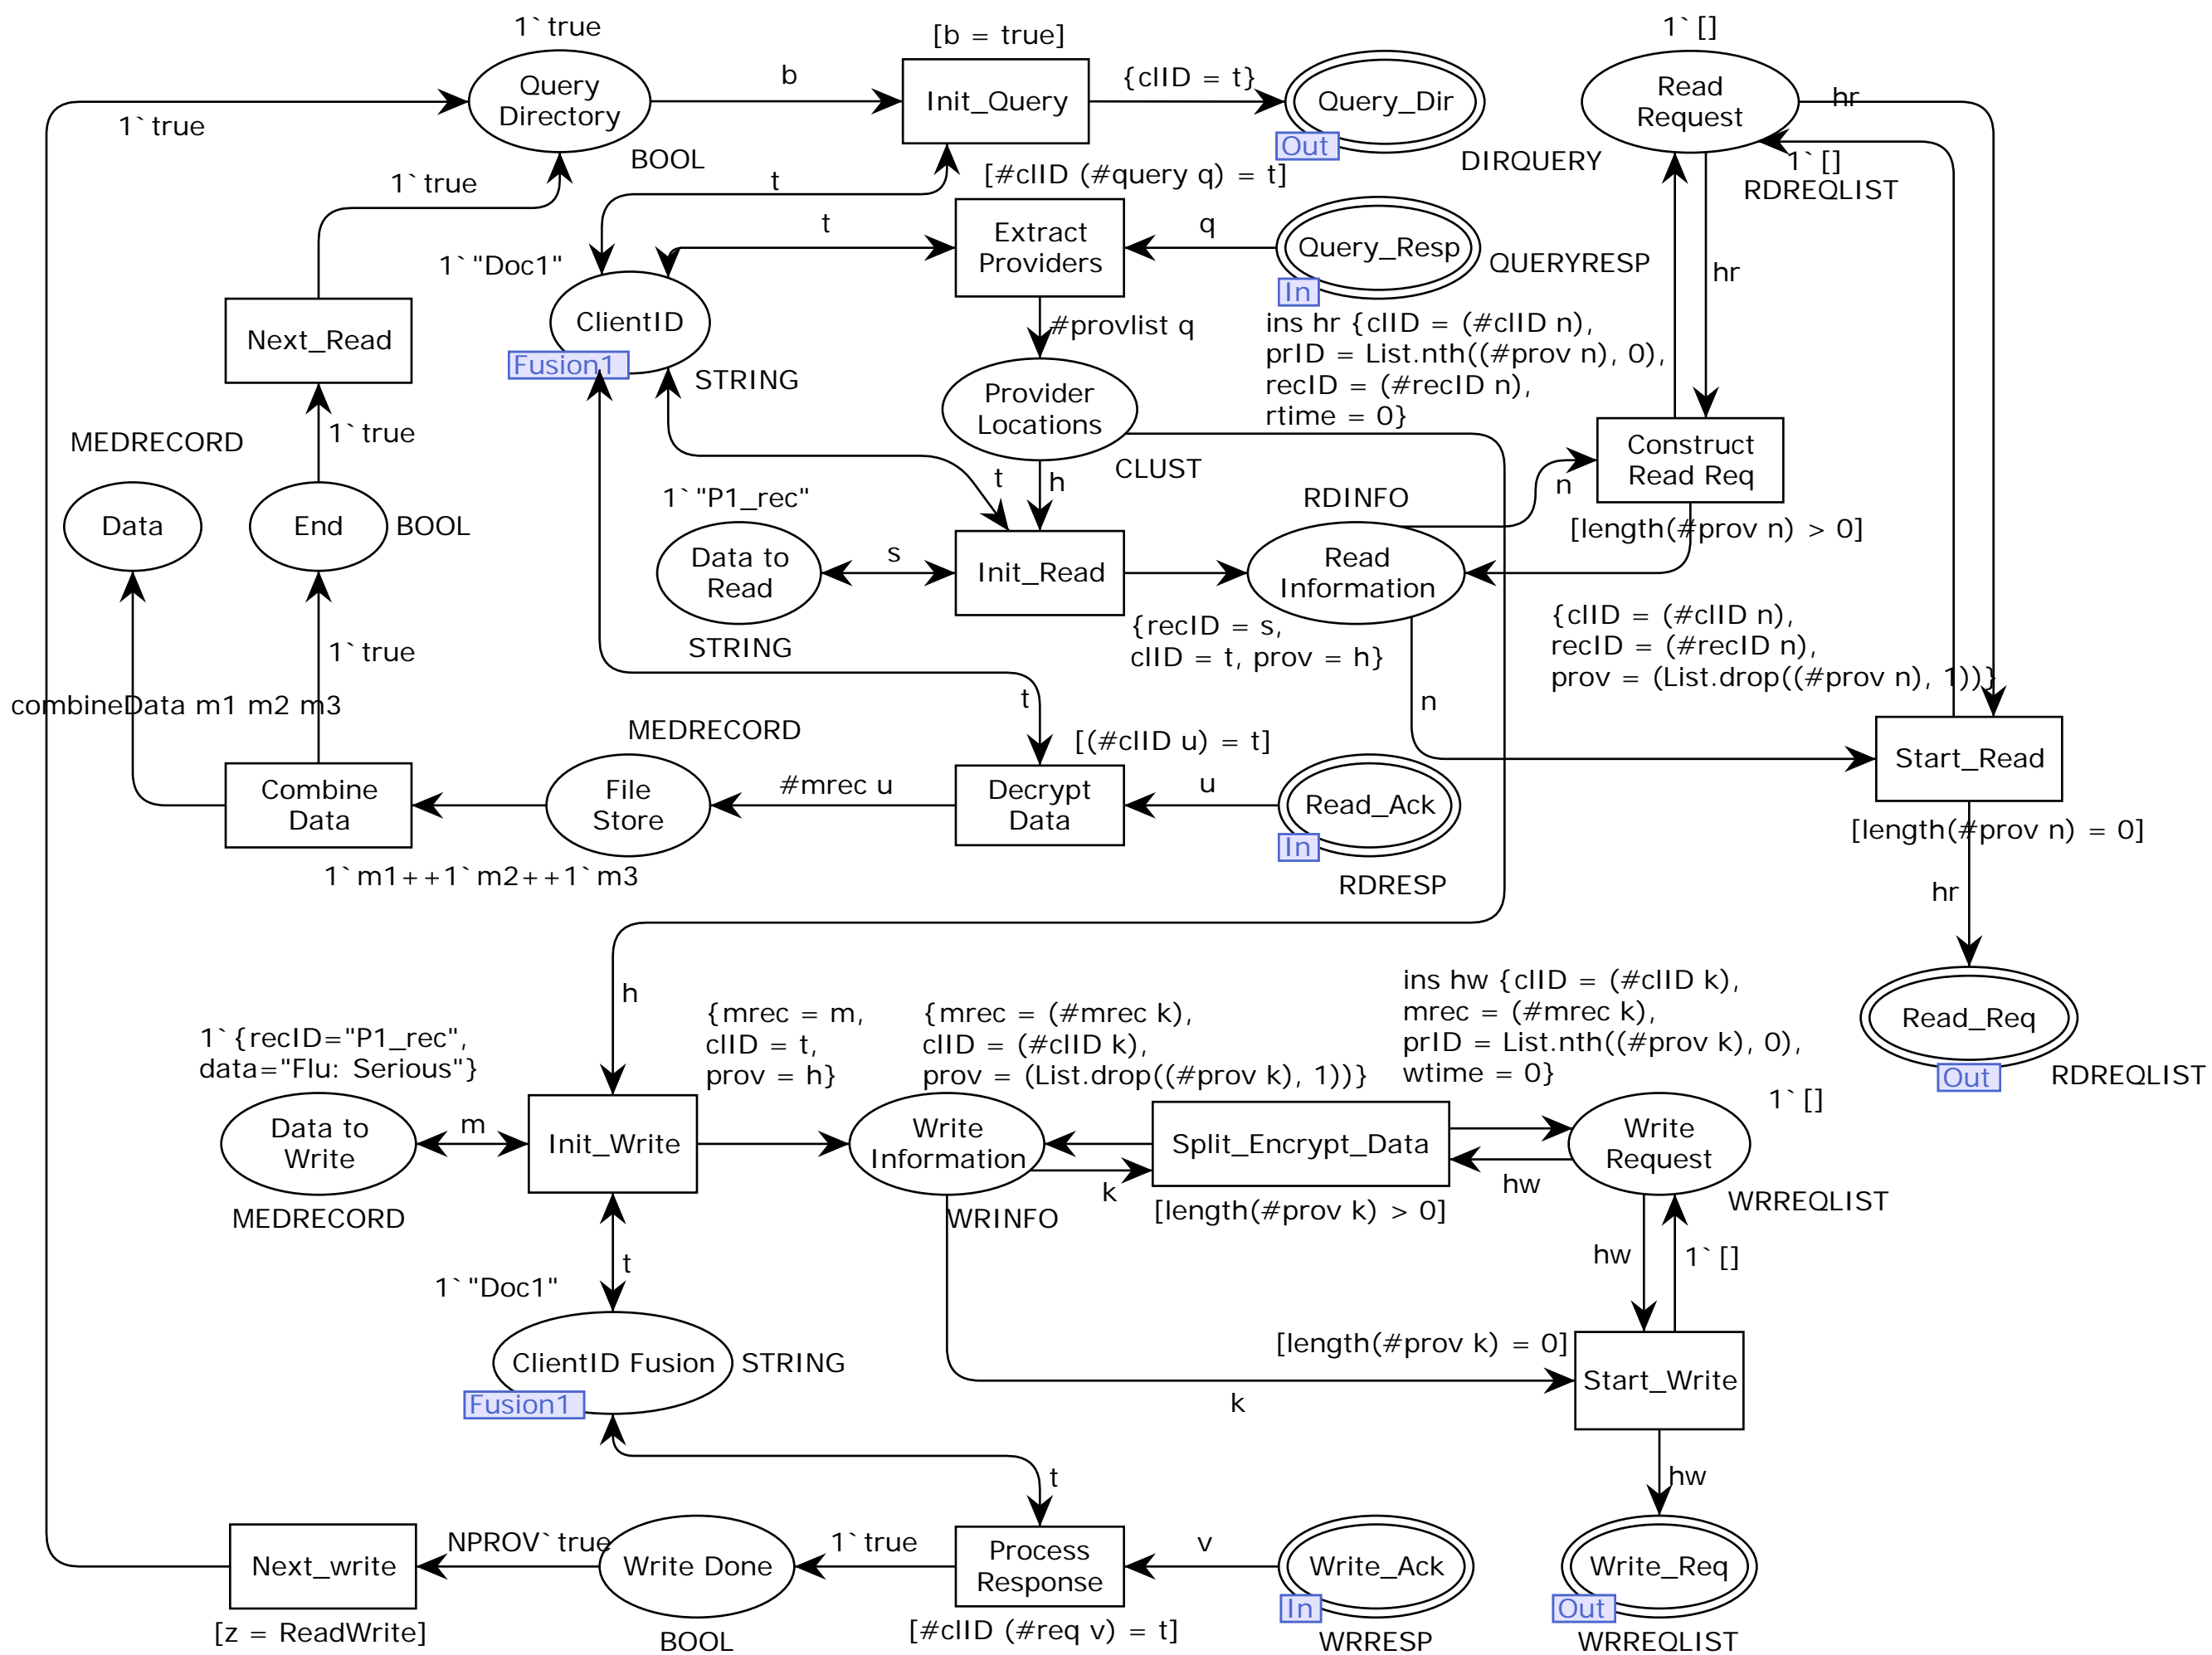 1`true
[b = true]
1`[]
Query
Directory
b
Init_Query
{clID = t}
Query_Dir
Out
DIRQUERY
Read
Request
hr
1`true
BOOL
1`true
t
[#clID (#query q) = t]
1`[]
RDREQLIST
1`"Doc1"
t
Extract
Providers
q
Query_Resp
In
QUERYRESP
hr
ClientID
Fusion1
STRING
Next_Read
#provlist q
ins hr {clID = (#clID n),
prID = List.nth((#prov n), 0),
recID = (#recID n),
rtime = 0}
Provider
Locations
CLUST
1`true
MEDRECORD
Construct
Read Req
n
[length(#prov n) > 0]
t
h
1`"P1_rec"
RDINFO
Data
End
BOOL
Data to
Read
STRING
s
Init_Read
Read
Information
{recID = s,
clID = t, prov = h}
{clID = (#clID n),
recID = (#recID n),
prov = (List.drop((#prov n), 1))}
1`true
combineData m1 m2 m3
t
n
MEDRECORD
[(#clID u) = t]
Start_Read
[length(#prov n) = 0]
Combine
Data
File
Store
#mrec u
Decrypt
Data
u
Read_Ack
In
RDRESP
1`m1++1`m2++1`m3
hr
h
Read_Req
Out
RDREQLIST
1`{recID="P1_rec",
data="Flu: Serious"}
{mrec = m,
clID = t,
prov = h}
{mrec = (#mrec k),
clID = (#clID k),
prov = (List.drop((#prov k), 1))}
ins hw {clID = (#clID k),
mrec = (#mrec k),
prID = List.nth((#prov k), 0),
wtime = 0}
1`[]
Data to
Write
MEDRECORD
m
Init_Write
Write
Information
WRINFO
k
Split_Encrypt_Data
[length(#prov k) > 0]
hw
Write
Request
WRREQLIST
t
hw
1`[]
1`"Doc1"
ClientID Fusion
Fusion1
STRING
[length(#prov k) = 0]
Start_Write
k
t
hw
Next_write
[z = ReadWrite]
NPROV`true
Write Done
BOOL
1`true
Process
Response
[#clID (#req v) = t]
v
Write_Ack
In
WRRESP
Write_Req
Out
WRREQLIST